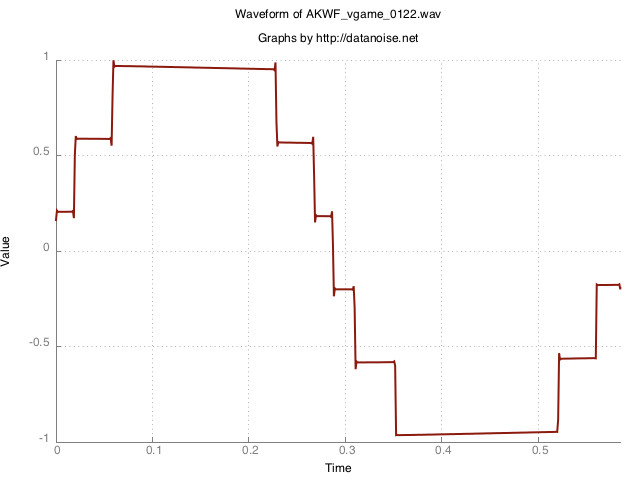 Waveform of AKWF_vgame_0122.wav
Graphs by http://datanoise.net
1
0.5
0
-0.5
-1
Value
0 0.1 0.2 0.3 0.4 0.5
Time